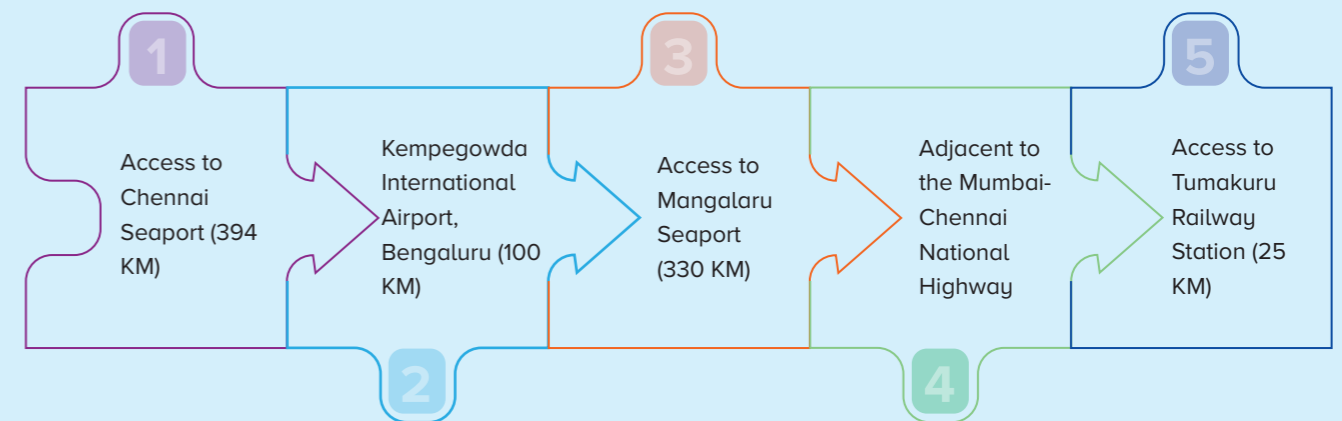 1
Access to
Chennai
Seaport (394
KM)
2
Kempegowda
International
Airport,
Bengaluru (100
KM)
3
Access to
Mangalaru
Seaport
(330 KM)
4
Adjacent to
the Mumbai-
Chennai
National
Highway
5
Access to
Tumakuru
Railway
Station (25
KM)